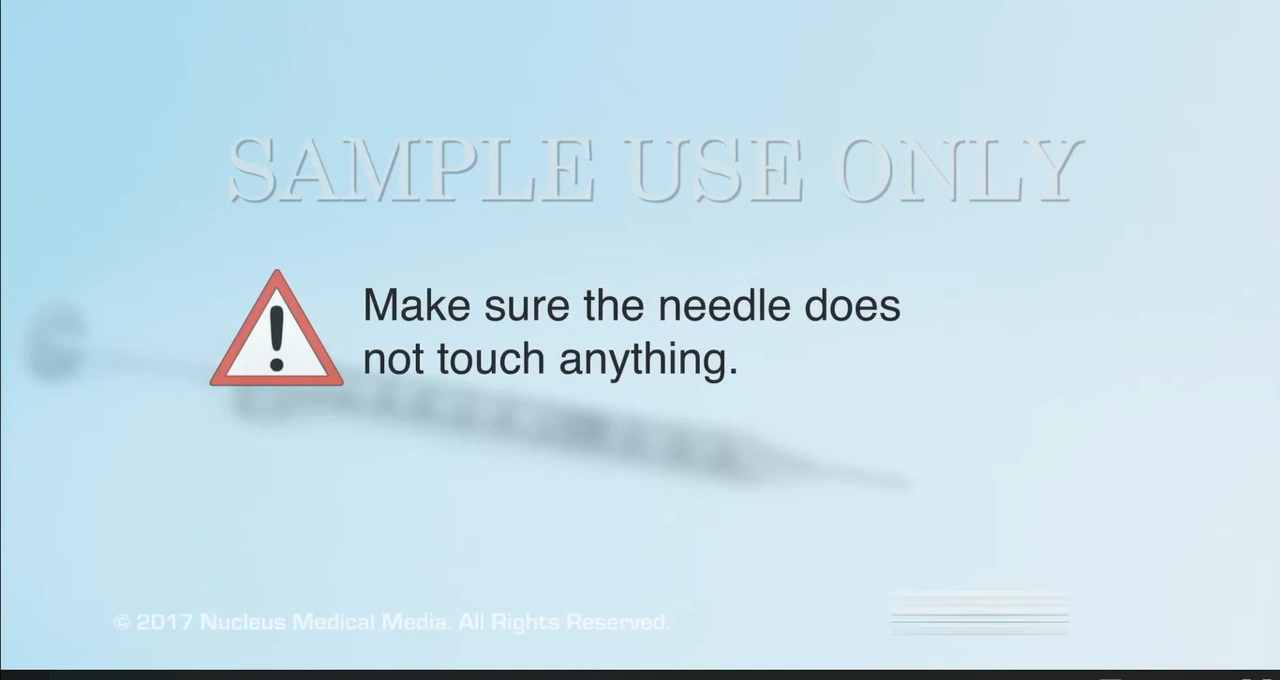 SAMPLE USE ONLY
Make sure the needle does
not touch anything.
© 2017 Nucleus Medical Media. All Rights Reserved.